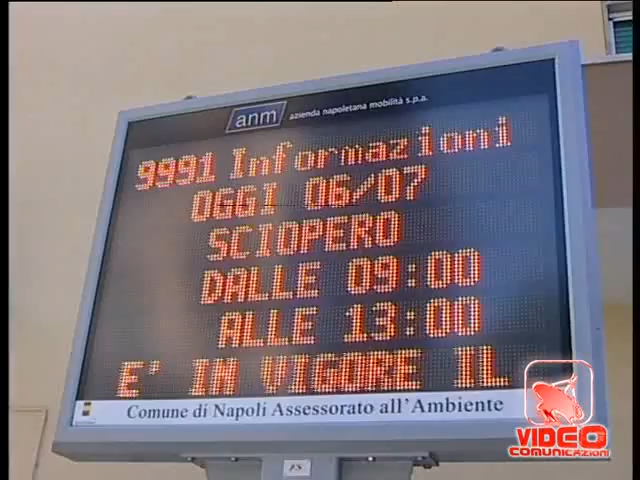 anm azienda napoletana mobilità s.p.a.
9991 Informazioni
OGGI 06/07
SCIOPERO
DALLE 09:00
ALLE 13:00
E' IN VIGORE IL
Comune di Napoli Assessorato all'Ambiente
VIDEO
COMUNICAZIONI